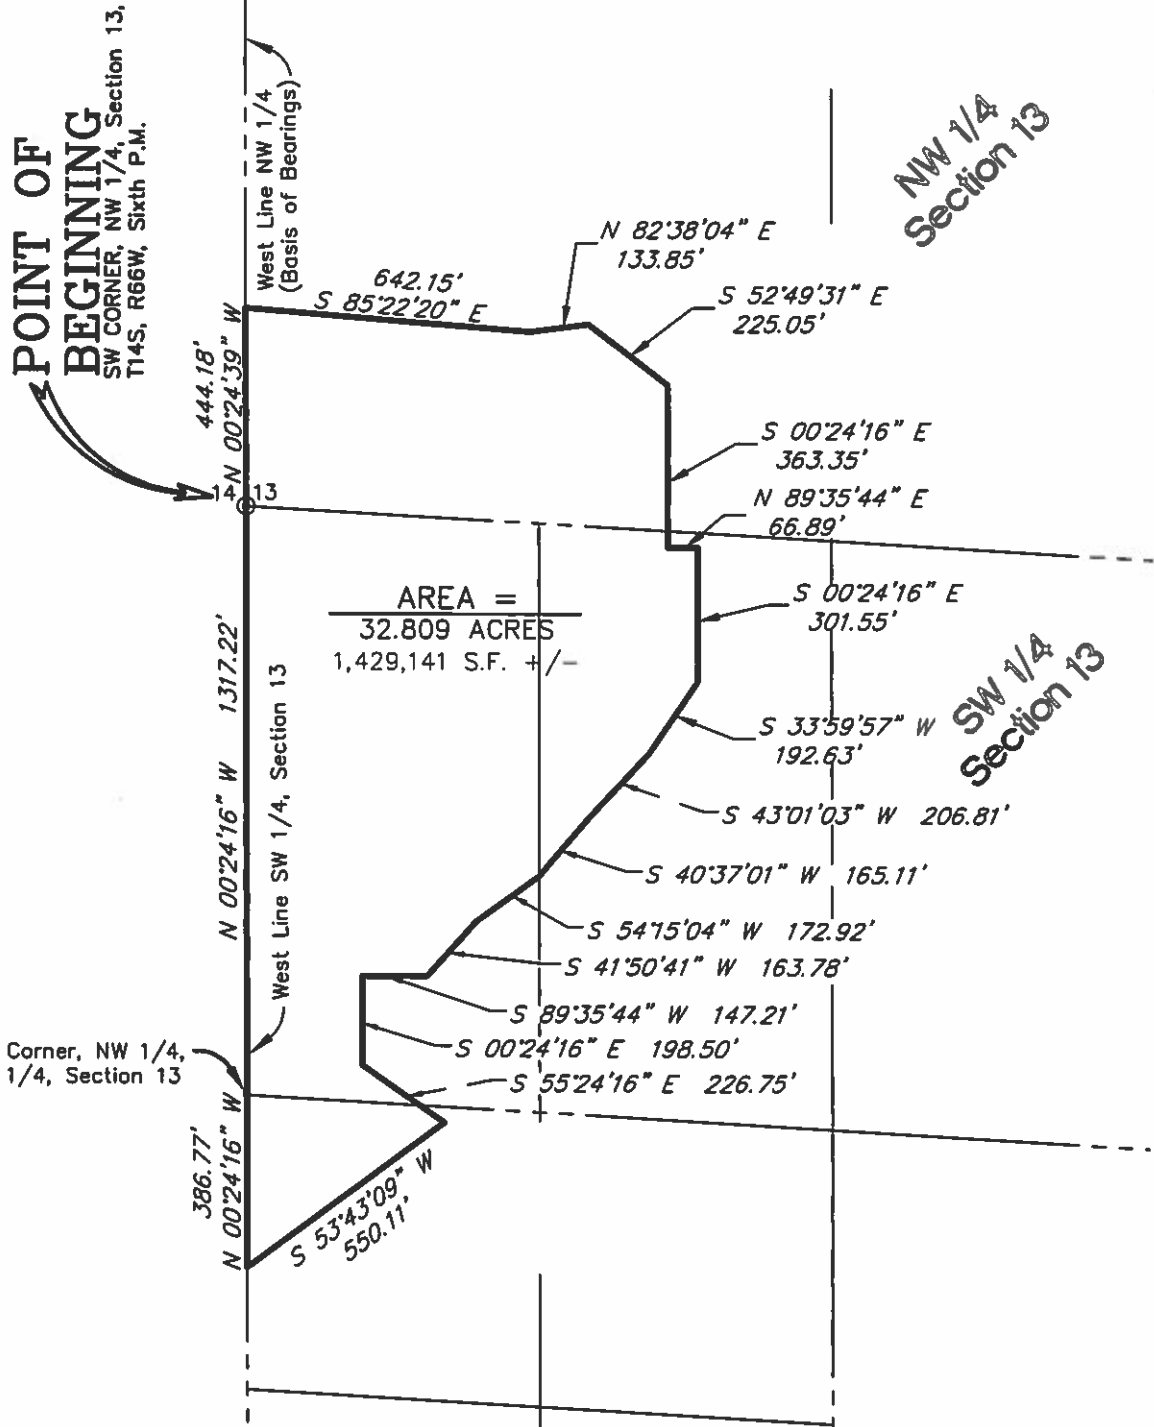 POINT OF
BEGINNING
SW CORNER, NW 1/4, Section 13,
T14S, R66W, Sixth P.M.
West Line NW 1/4
(Basis of Bearings)
NW 1/4
Section 13
N 82°38'04" E
133.85'
642.15'
S 85°22'20" E
S 52°49'31" E
225.05'
444.18'
N 00°24'39" W
S 00°24'16" E
363.35'
14 13
N 89°35'44" E
66.89'
AREA =
32.809 ACRES
1,429,141 S.F. +/-
S 00°24'16" E
301.55'
1317.22'
N 00°24'16" W
West Line SW 1/4, Section 13
SW 1/4
Section 13
S 33°59'57" W
192.63'
S 43°01'03" W 206.81'
S 40°37'01" W 165.11'
S 54°15'04" W 172.92'
S 41°50'41" W 163.78'
S 89°35'44" W 147.21'
S 00°24'16" E 198.50'
Corner, NW 1/4,
1/4, Section 13
S 55°24'16" E 226.75'
386.77'
N 00°24'16" W
S 53°43'09" W
550.11'